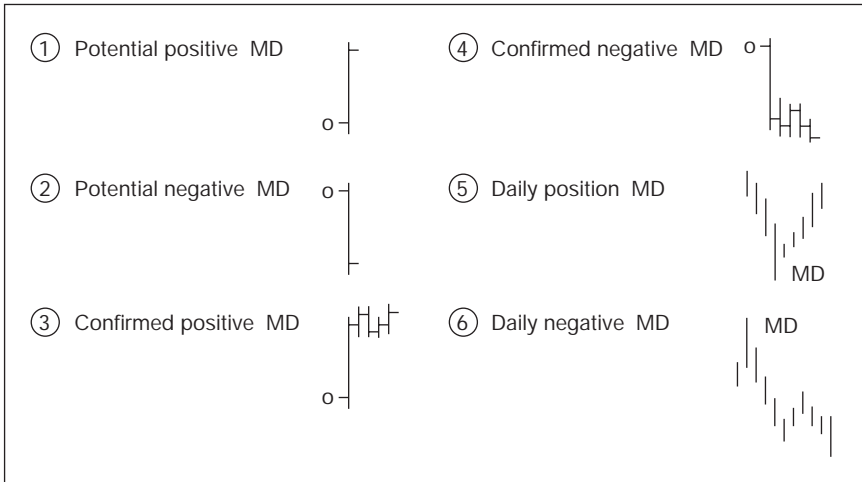 ① Potential positive MD
o
② Potential negative MD
o
③ Confirmed positive MD
o
④ Confirmed negative MD
o
⑤ Daily position MD
MD
⑥ Daily negative MD
MD